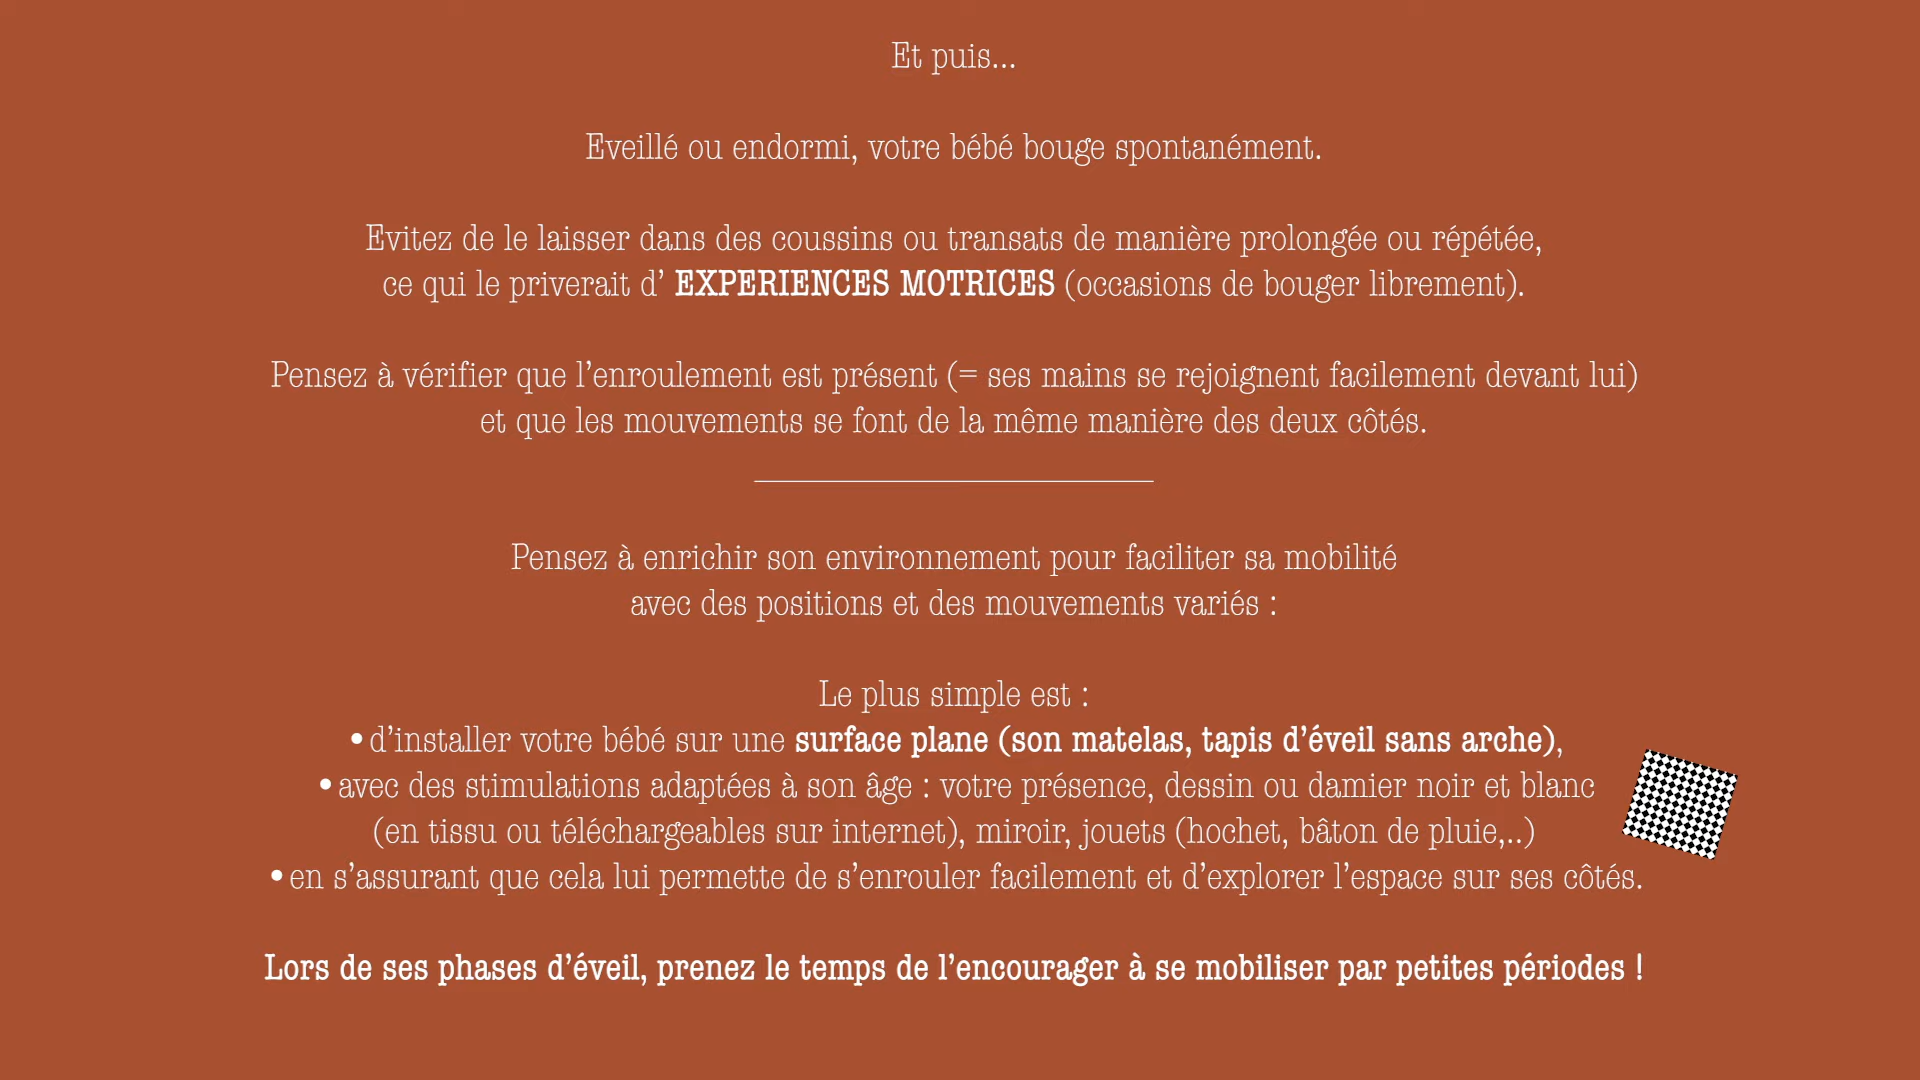 Et puis...
Eveillé ou endormi, votre bébé bouge spontanément.
Evitez de le laisser dans des coussins ou transats de manière prolongée ou répétée,
ce qui le priverait d’ EXPERIENCES MOTRICES (occasions de bouger librement).
Pensez à vérifier que l’enroulement est présent (= ses mains se rejoignent facilement devant lui)
et que les mouvements se font de la même manière des deux côtés.
Pensez à enrichir son environnement pour faciliter sa mobilité
avec des positions et des mouvements variés :
Le plus simple est :
• d’installer votre bébé sur une surface plane (son matelas, tapis d’éveil sans arche),
• avec des stimulations adaptées à son âge : votre présence, dessin ou damier noir et blanc
(en tissu ou téléchargeables sur internet), miroir, jouets (hochet, bâton de pluie,..)
• en s’assurant que cela lui permette de s’enrouler facilement et d’explorer l’espace sur ses côtés.
Lors de ses phases d’éveil, prenez le temps de l’encourager à se mobiliser par petites périodes !